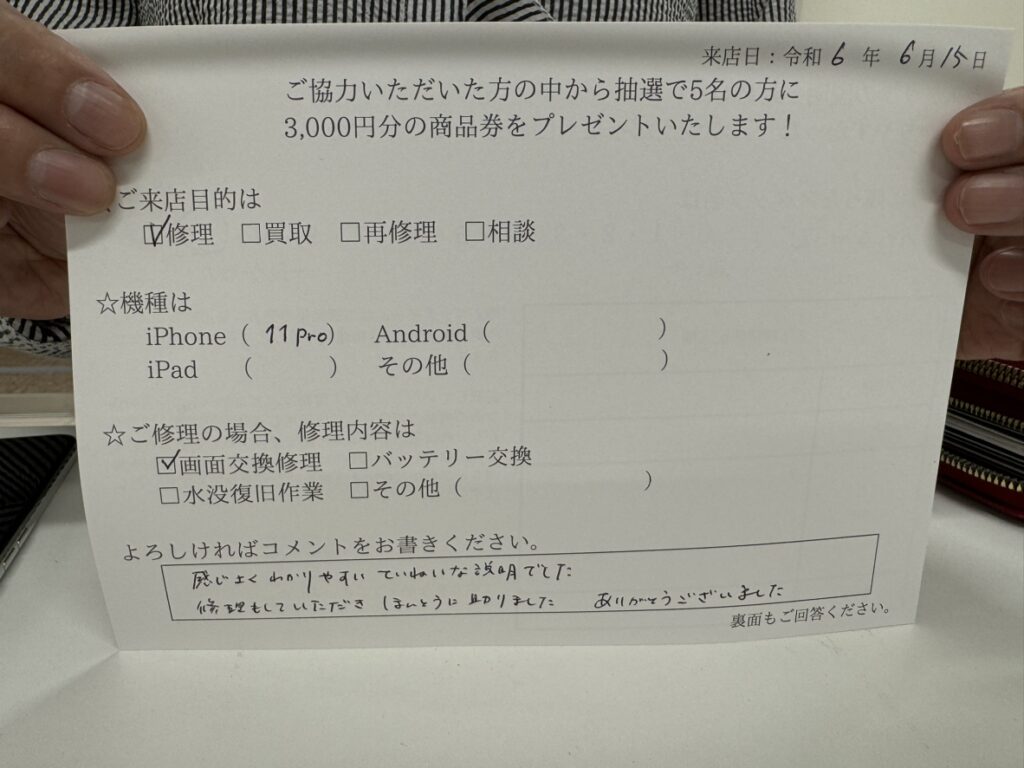 来店日：令和 6 年 6月15日
ご協力いただいた方の中から抽選で5名の方に
3,000円分の商品券をプレゼントいたします！
ご来店目的は
☑修理 □買取 □再修理 □相談
☆機種は
iPhone（ 11pro） Android（ ）
iPad （ ） その他（ ）
☆ご修理の場合、修理内容は
☑画面交換修理 □バッテリー交換
□水没復旧作業 □その他（ ）
よろしければコメントをお書きください。
感じよく わかりやすい ていねいな説明でした
修理もしていただき ほんとうに助りました ありがとうございました
裏面もご回答ください。